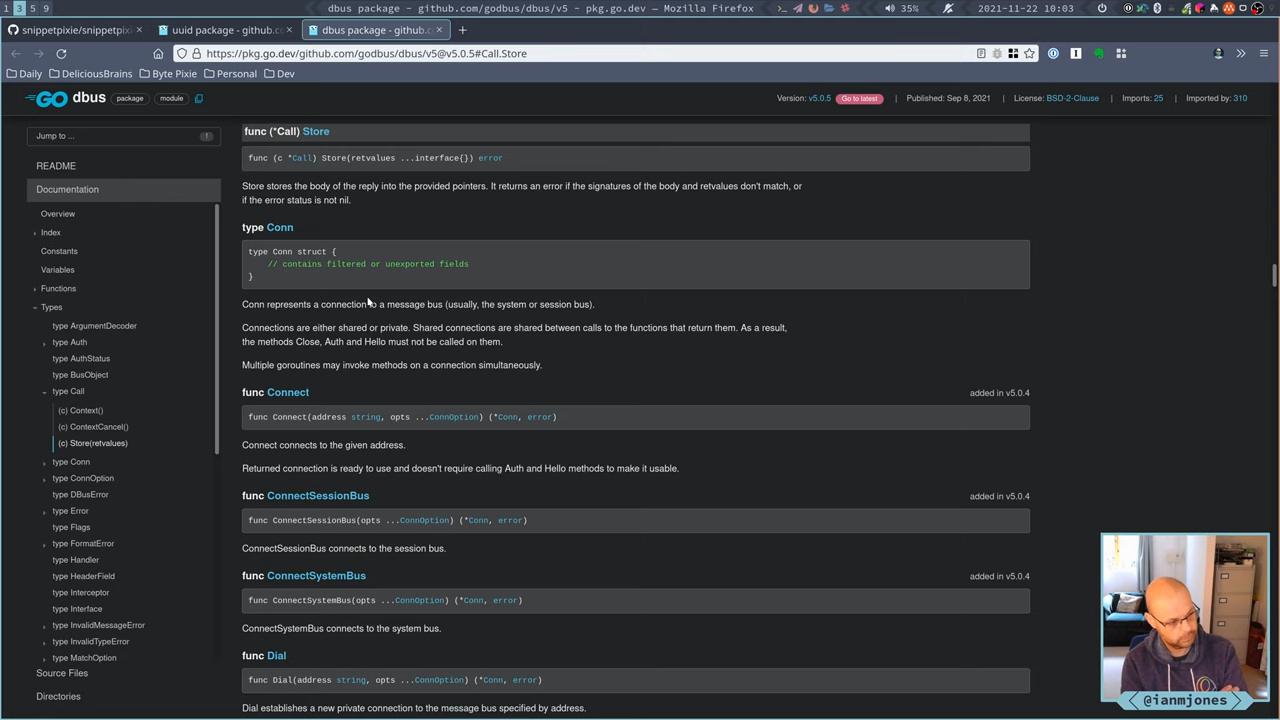 1 3 5 9
dbus package - github.com/godbus/dbus/v5 - pkg.go.dev — Mozilla Firefox
35%
2021-11-22 10:03
snippetpixie/snippetpixi
uuid package - github.co
dbus package - github.c
https://pkg.go.dev/github.com/godbus/dbus/v5@v5.0.5#Call.Store
Daily
DeliciousBrains
Byte Pixie
Personal
Dev
GO
dbus
package
module
Version: v5.0.5
Go to latest
Published: Sep 8, 2021
License: BSD-2-Clause
Imports: 25
Imported by: 310
Jump to ...
README
Documentation
Overview
Index
Constants
Variables
Functions
Types
type ArgumentDecoder
type Auth
type AuthStatus
type BusObject
type Call
(c) Context()
(c) ContextCancel()
(c) Store(retvalues)
type Conn
type ConnOption
type DBusError
type Error
type Flags
type FormatError
type Handler
type HeaderField
type Interceptor
type Interface
type InvalidMessageError
type InvalidTypeError
type MatchOption
Source Files
Directories
func (*Call) Store
func (c *Call) Store(retvalues ...interface{}) error
Store stores the body of the reply into the provided pointers. It returns an error if the signatures of the body and retvalues don't match, or
if the error status is not nil.
type Conn
type Conn struct {
// contains filtered or unexported fields
}
Conn represents a connection to a message bus (usually, the system or session bus).
Connections are either shared or private. Shared connections are shared between calls to the functions that return them. As a result,
the methods Close, Auth and Hello must not be called on them.
Multiple goroutines may invoke methods on a connection simultaneously.
func Connect
added in v5.0.4
func Connect(address string, opts ...ConnOption) (*Conn, error)
Connect connects to the given address.
Returned connection is ready to use and doesn't require calling Auth and Hello methods to make it usable.
func ConnectSessionBus
added in v5.0.4
func ConnectSessionBus(opts ...ConnOption) (*Conn, error)
ConnectSessionBus connects to the session bus.
func ConnectSystemBus
added in v5.0.4
func ConnectSystemBus(opts ...ConnOption) (*Conn, error)
ConnectSystemBus connects to the system bus.
func Dial
func Dial(address string, opts ...ConnOption) (*Conn, error)
Dial establishes a new private connection to the message bus specified by address.
@ianmjones